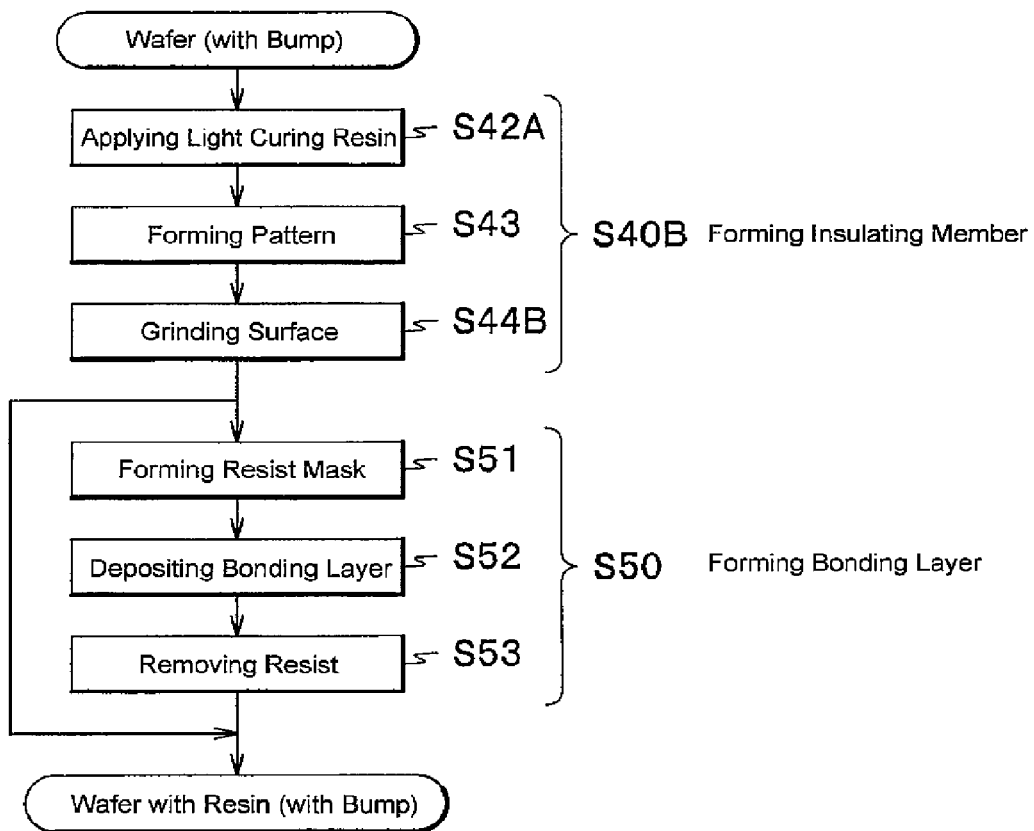 Wafer (with Bump)
Applying Light Curing Resin S42A
Forming Pattern S43
S40B Forming Insulating Member
Grinding Surface S44B
Forming Resist Mask S51
Depositing Bonding Layer S52
S50 Forming Bonding Layer
Removing Resist S53
Wafer with Resin (with Bump)